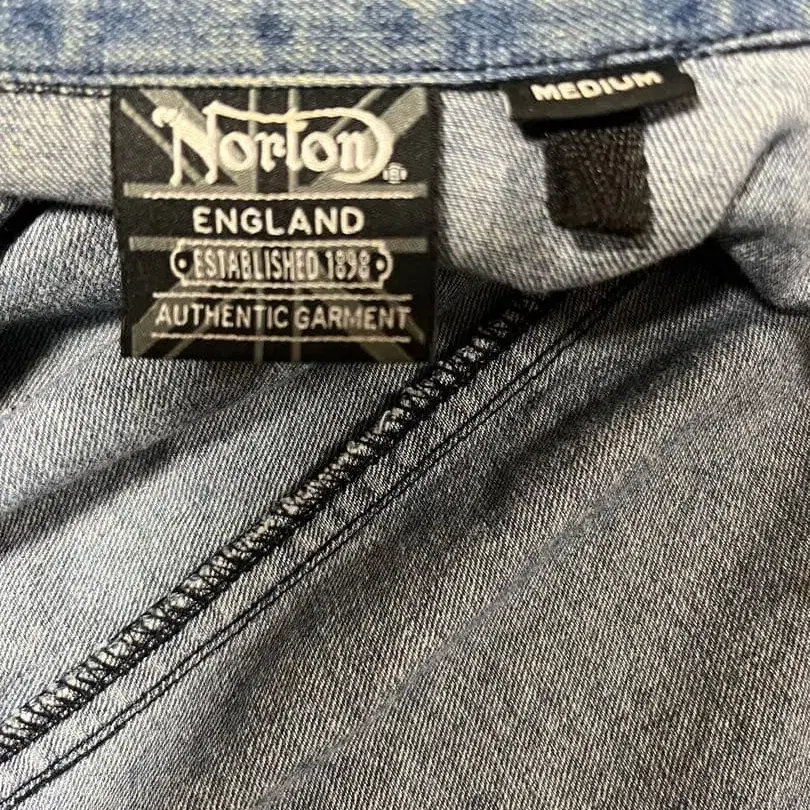 Norton®
ENGLAND
ESTABLISHED 1898
AUTHENTIC GARMENT
MEDIUM